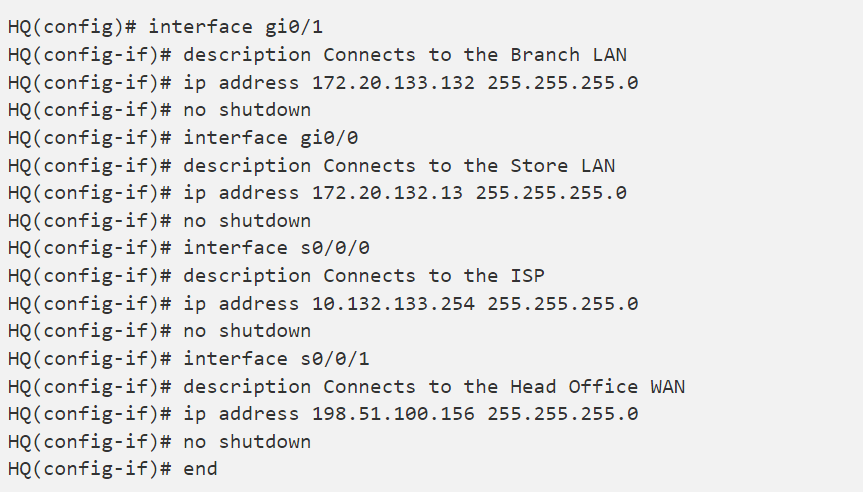 HQ(config)# interface gi0/1
HQ(config-if)# description Connects to the Branch LAN
HQ(config-if)# ip address 172.20.133.132 255.255.255.0
HQ(config-if)# no shutdown
HQ(config-if)# interface gi0/0
HQ(config-if)# description Connects to the Store LAN
HQ(config-if)# ip address 172.20.132.13 255.255.255.0
HQ(config-if)# no shutdown
HQ(config-if)# interface s0/0/0
HQ(config-if)# description Connects to the ISP
HQ(config-if)# ip address 10.132.133.254 255.255.255.0
HQ(config-if)# no shutdown
HQ(config-if)# interface s0/0/1
HQ(config-if)# description Connects to the Head Office WAN
HQ(config-if)# ip address 198.51.100.156 255.255.255.0
HQ(config-if)# no shutdown
HQ(config-if)# end